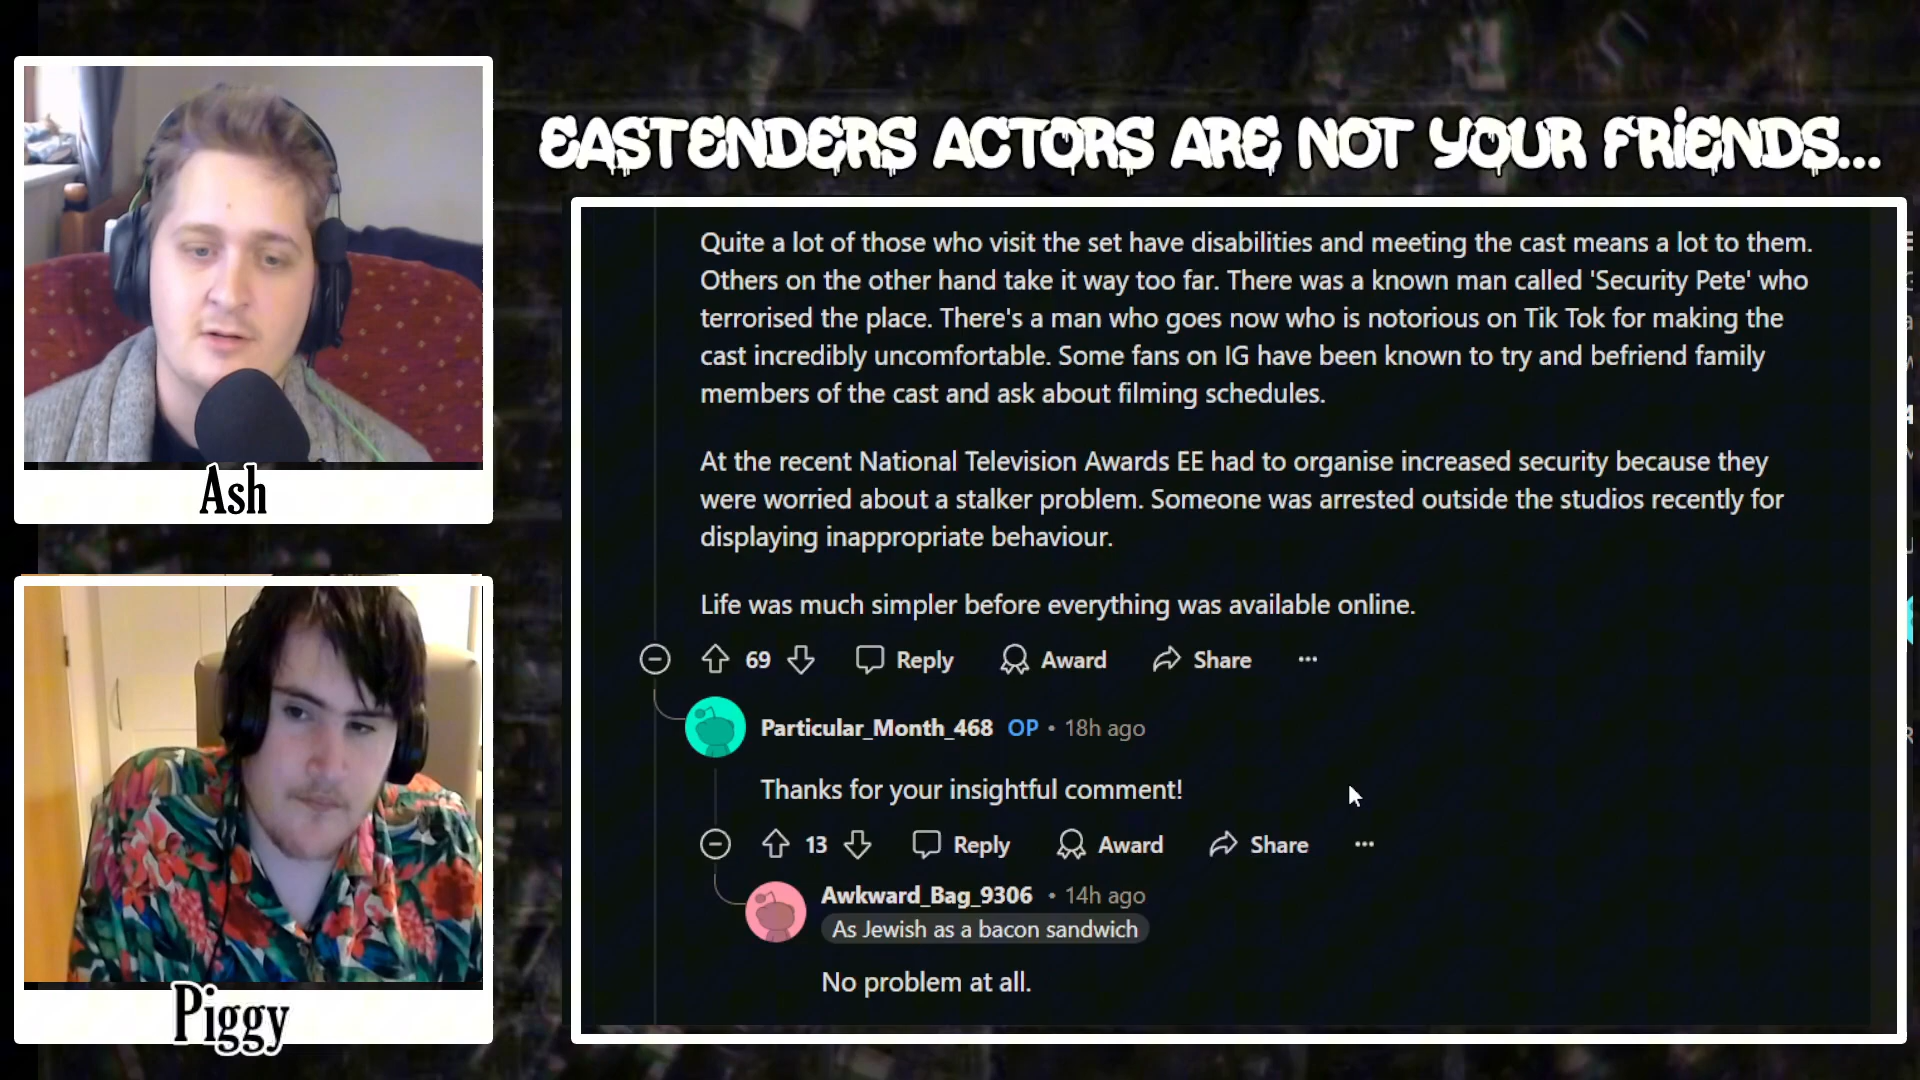 EASTENDERS ACTORS ARE NOT YOUR FRIENDS...
Ash
Piggy
Quite a lot of those who visit the set have disabilities and meeting the cast means a lot to them.
Others on the other hand take it way too far. There was a known man called 'Security Pete' who
terrorised the place. There's a man who goes now who is notorious on Tik Tok for making the
cast incredibly uncomfortable. Some fans on IG have been known to try and befriend family
members of the cast and ask about filming schedules.
At the recent National Television Awards EE had to organise increased security because they
were worried about a stalker problem. Someone was arrested outside the studios recently for
displaying inappropriate behaviour.
Life was much simpler before everything was available online.
69 Reply Award Share ...
Particular_Month_468 OP • 18h ago
Thanks for your insightful comment!
13 Reply Award Share ...
Awkward_Bag_9306 • 14h ago
As Jewish as a bacon sandwich
No problem at all.